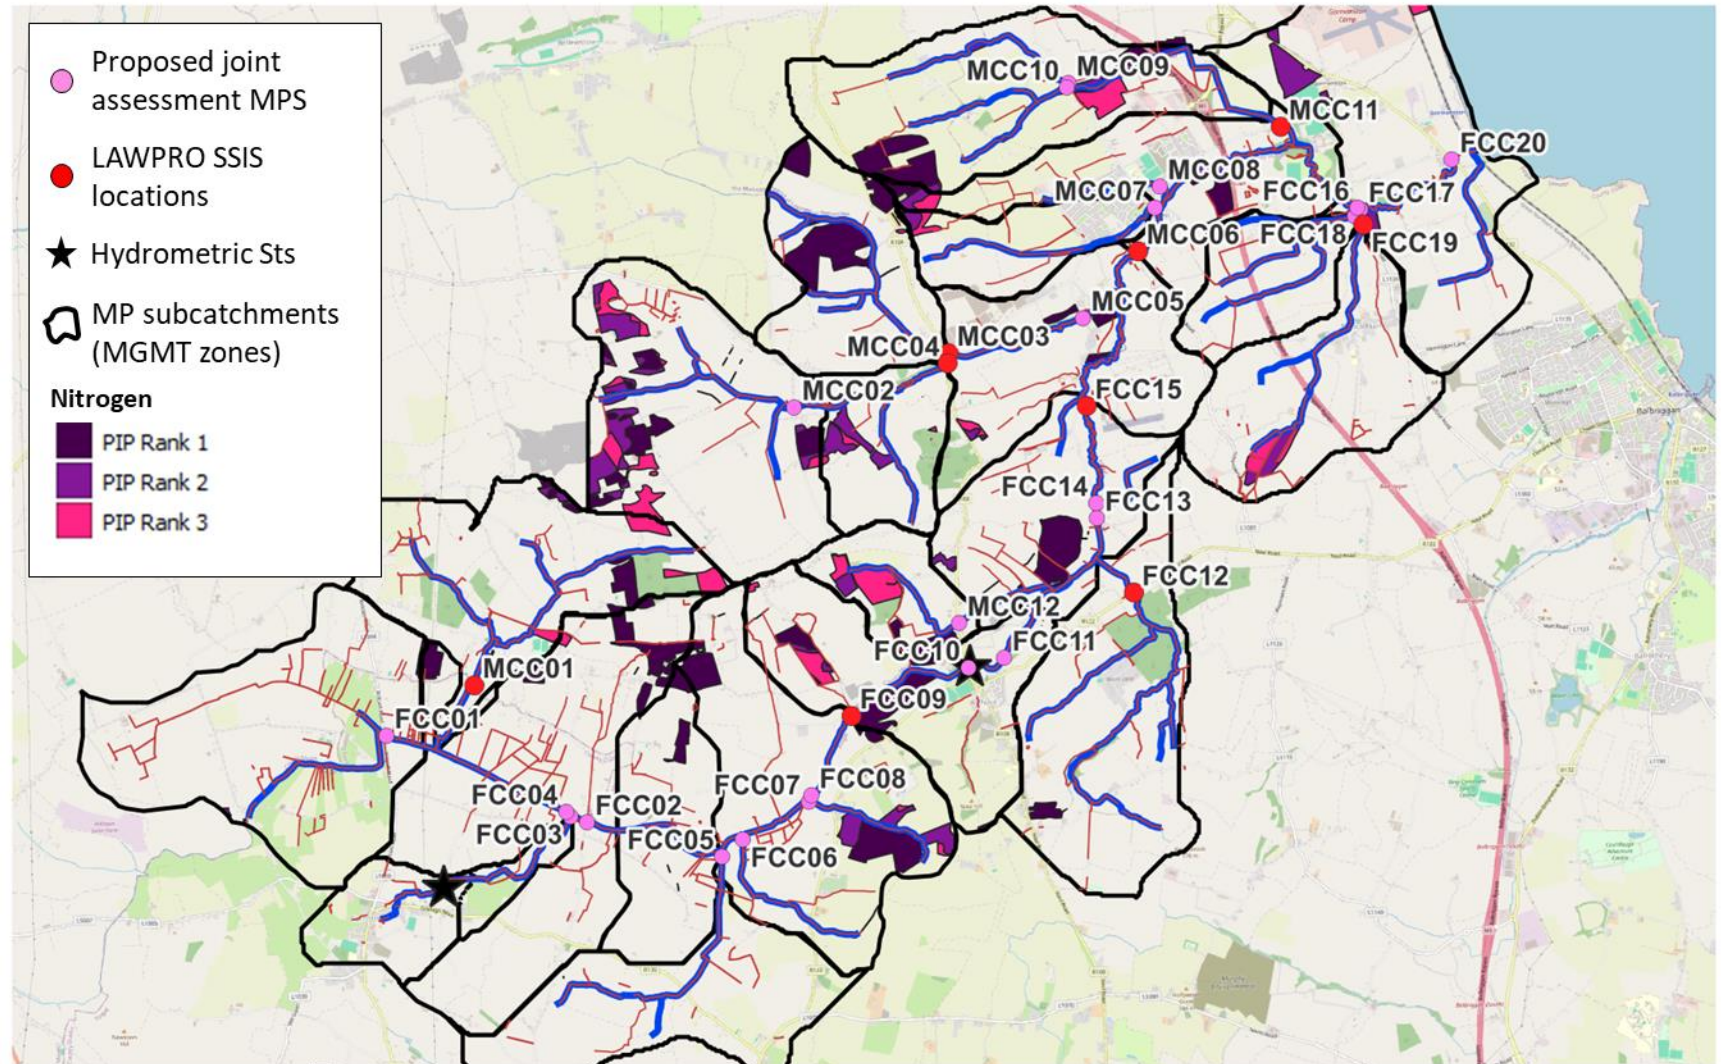 Proposed joint
assessment MPS
LAWPRO SSIS
locations
Hydrometric Sts
MP subcatchments
(MGMT zones)
Nitrogen
PIP Rank 1
PIP Rank 2
PIP Rank 3
MCC10 MCC09
MCC11
FCC20
MCC08
MCC07
FCC16 FCC17
MCC06 FCC18 FCC19
MCC05
MCC03
MCC04
MCC02
FCC15
FCC14
FCC13
FCC12
MCC12
FCC11
FCC10
MCC01
FCC09
FCC01
FCC08
FCC07
FCC04
FCC02
FCC03
FCC05
FCC06
Balbriggan